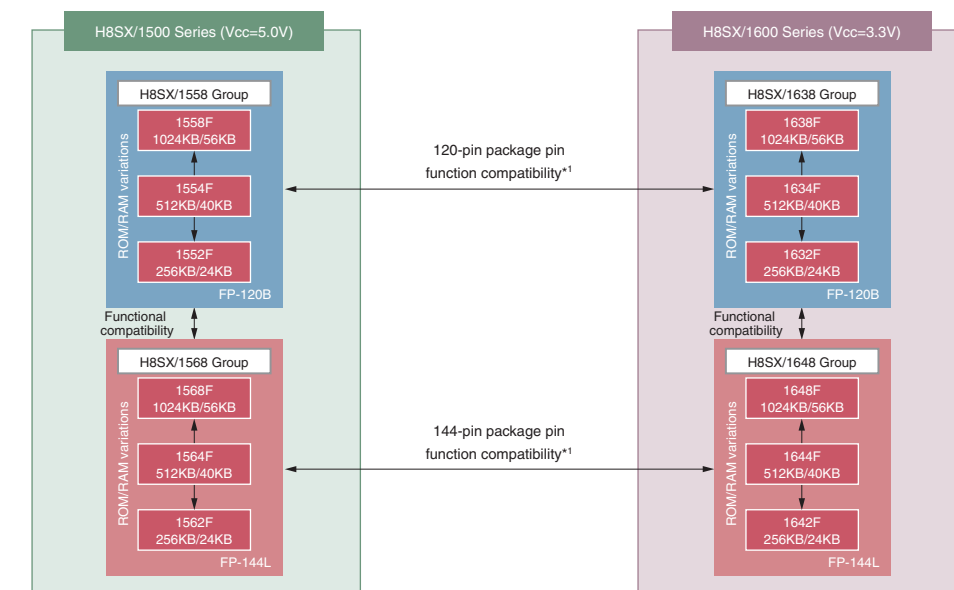 H8SX/1500 Series (Vcc=5.0V)
H8SX/1558 Group
ROM/RAM variations
1558F
1024KB/56KB
1554F
512KB/40KB
1552F
256KB/24KB
FP-120B
Functional
compatibility
H8SX/1568 Group
ROM/RAM variations
1568F
1024KB/56KB
1564F
512KB/40KB
1562F
256KB/24KB
FP-144L
120-pin package pin
function compatibility*1
144-pin package pin
function compatibility*1
H8SX/1600 Series (Vcc=3.3V)
H8SX/1638 Group
ROM/RAM variations
1638F
1024KB/56KB
1634F
512KB/40KB
1632F
256KB/24KB
FP-120B
Functional
compatibility
H8SX/1648 Group
ROM/RAM variations
1648F
1024KB/56KB
1644F
512KB/40KB
1642F
256KB/24KB
FP-144L